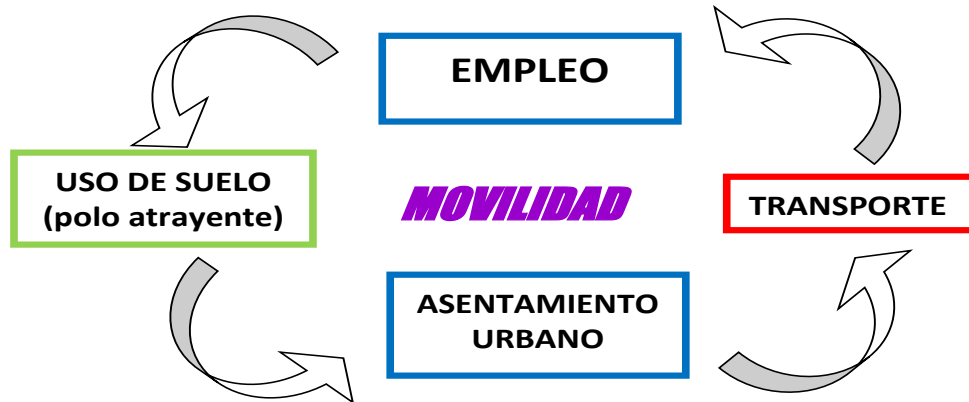 EMPLEO
USO DE SUELO
(polo atrayente)
MOVILIDAD
TRANSPORTE
ASENTAMIENTO
URBANO